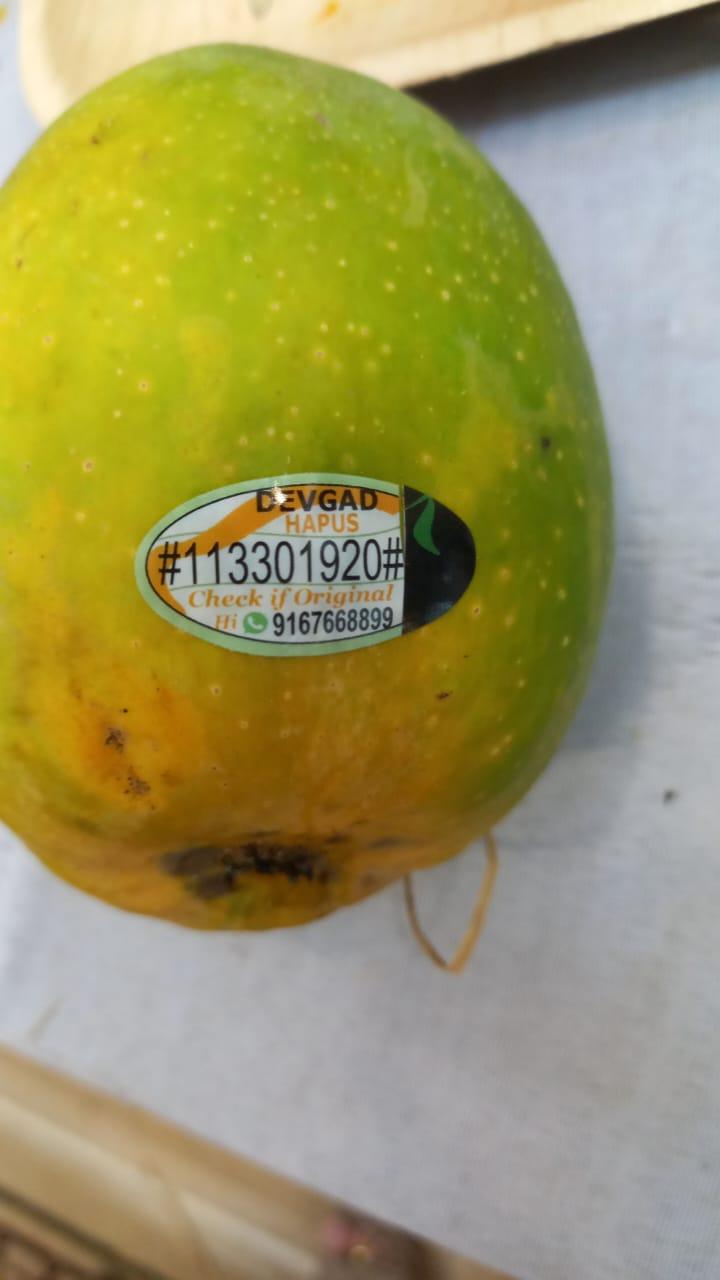 DEVGAD
HAPUS
#113301920#
Check if Original
Hi 9167668899